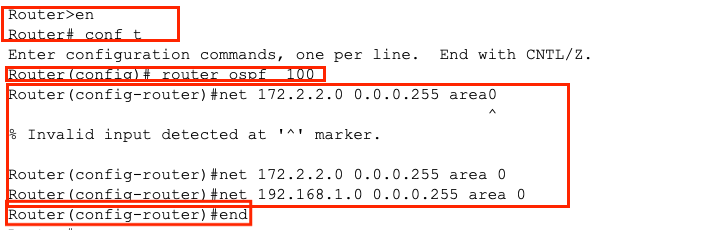 Router>en
Router# conf t
Enter configuration commands, one per line.  End with CNTL/Z.
Router(config)# router ospf  100
Router(config-router)#net 172.2.2.0 0.0.0.255 area0
^
% Invalid input detected at '^' marker.
Router(config-router)#net 172.2.2.0 0.0.0.255 area 0
Router(config-router)#net 192.168.1.0 0.0.0.255 area 0
Router(config-router)#end